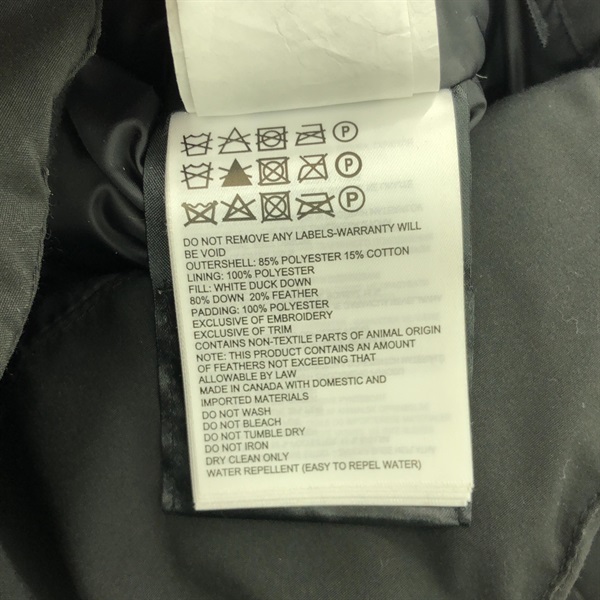 P
P
P
DO NOT REMOVE ANY LABELS-WARRANTY WILL
BE VOID
OUTERSHELL: 85% POLYESTER 15% COTTON
LINING: 100% POLYESTER
FILL: WHITE DUCK DOWN
80% DOWN 20% FEATHER
PADDING: 100% POLYESTER
EXCLUSIVE OF EMBROIDERY
EXCLUSIVE OF TRIM
CONTAINS NON-TEXTILE PARTS OF ANIMAL ORIGIN
NOTE: THIS PRODUCT CONTAINS AN AMOUNT
OF FEATHERS NOT EXCEEDING THAT
ALLOWABLE BY LAW
MADE IN CANADA WITH DOMESTIC AND
IMPORTED MATERIALS
DO NOT WASH
DO NOT BLEACH
DO NOT TUMBLE DRY
DO NOT IRON
DRY CLEAN ONLY
WATER REPELLENT (EASY TO REPEL WATER)